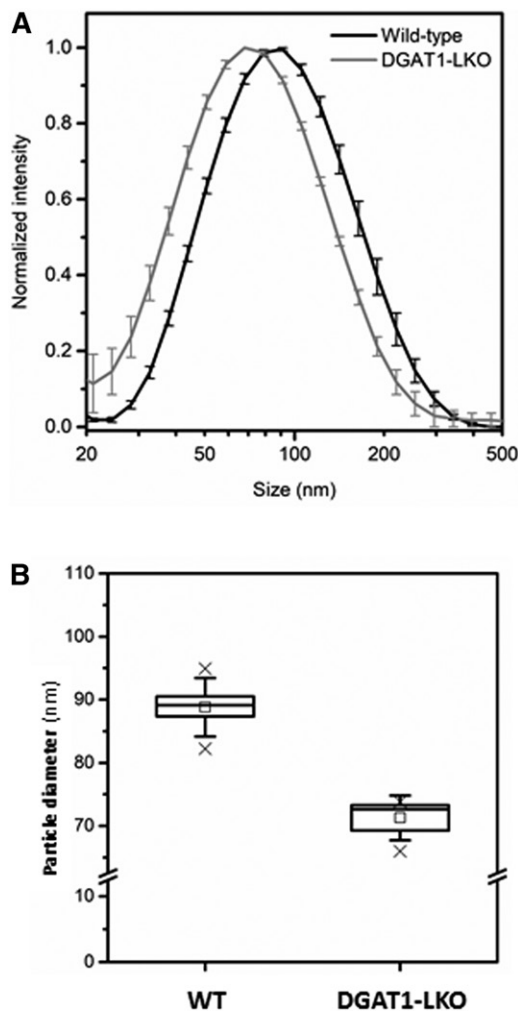 A
Wild-type
DGAT1-LKO
Normalized intensity
1.0
0.8
0.6
0.4
0.2
0.0
20 50 100 200 500
Size (nm)
B
Particle diameter (nm)
110
100
90
80
70
10
0
WT DGAT1-LKO